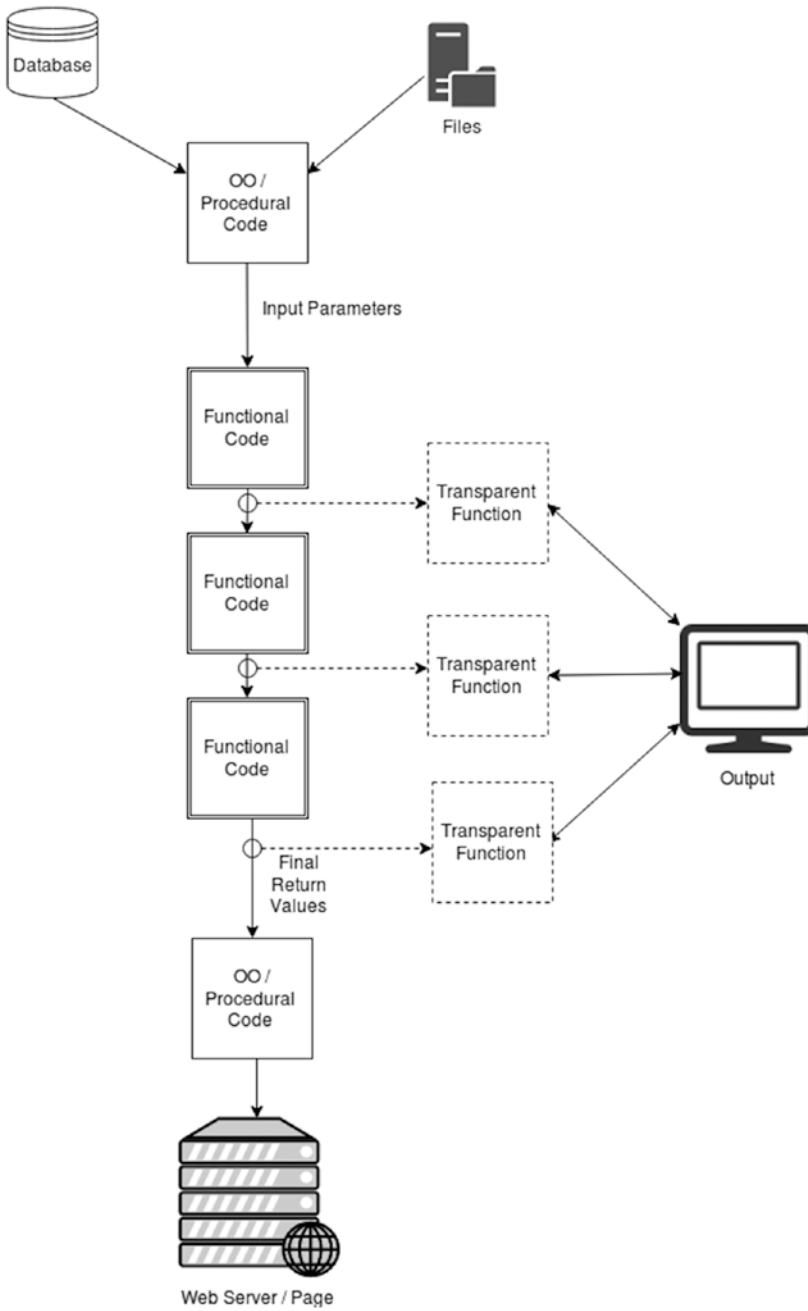 Database
Files
OO /
Procedural
Code
Input Parameters
Functional
Code
Transparent
Function
Functional
Code
Transparent
Function
Functional
Code
Output
Transparent
Function
Final
Return
Values
OO /
Procedural
Code
Web Server / Page